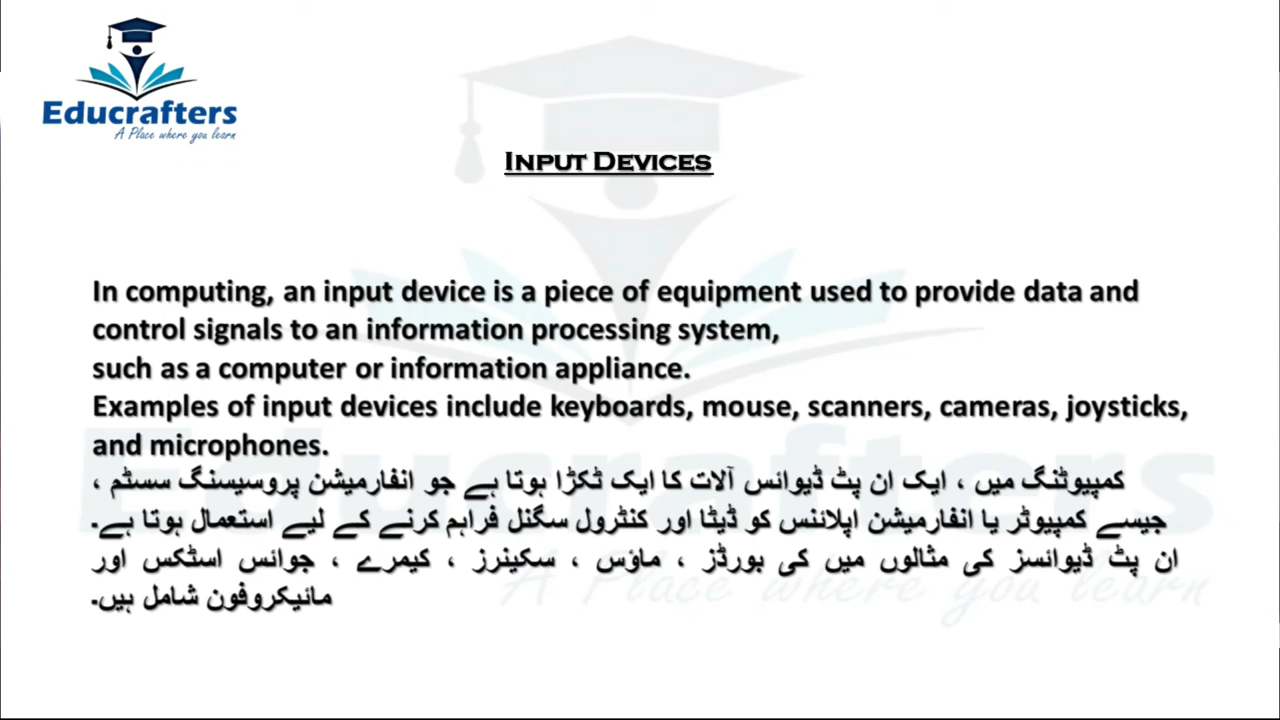 Educrafters
A Place where you learn
INPUT DEVICES
In computing, an input device is a piece of equipment used to provide data and
control signals to an information processing system,
such as a computer or information appliance.
Examples of input devices include keyboards, mouse, scanners, cameras, joysticks,
and microphones.
کمپیوٹنگ میں ، ایک ان پٹ ڈیوائس آلات کا ایک ٹکڑا ہوتا ہے جو انفارمیشن پروسیسنگ سسٹم ،
جیسے کمپیوٹر یا انفارمیشن اپلائنس کو ڈیٹا اور کنٹرول سگنل فراہم کرنے کے لیے استعمال ہوتا ہے۔
ان پٹ ڈیوائسز کی مثالوں میں کی بورڈز ، ماؤس ، سکینرز ، کیمرے ، جوائس اسٹکس اور
مائیکروفون شامل ہیں۔
Educrafters
A Place where you learn